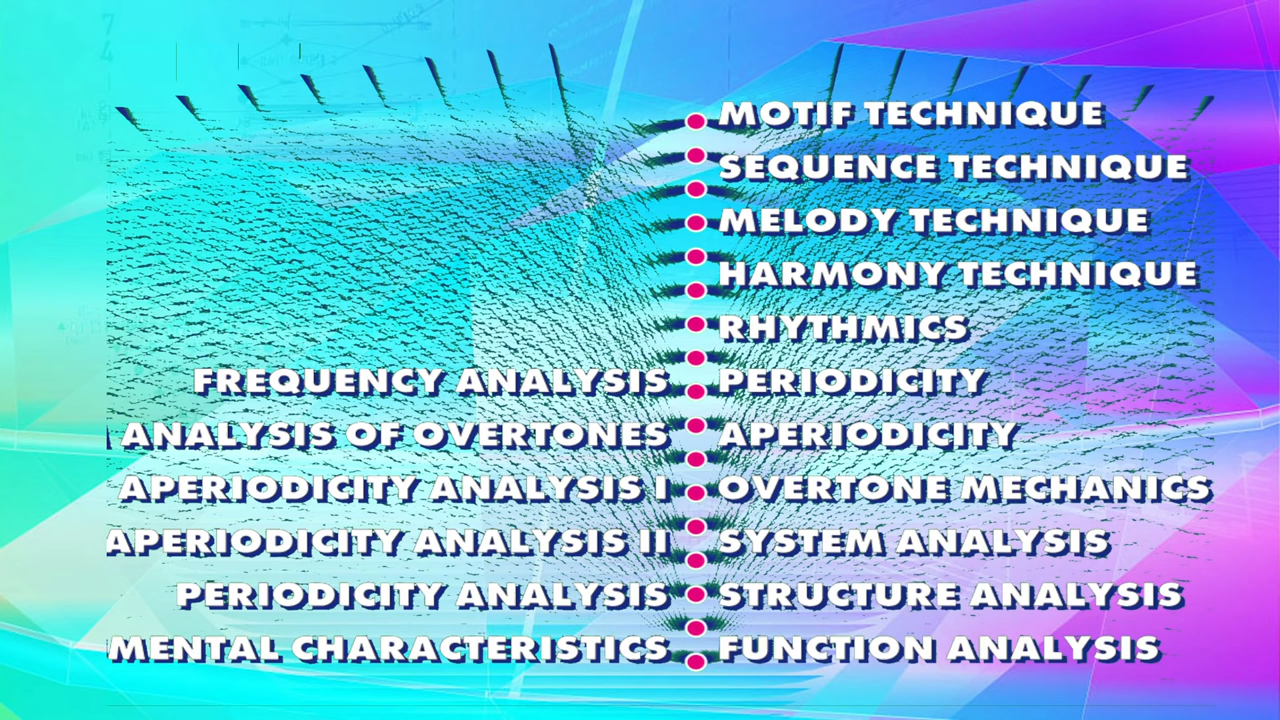 MOTIF TECHNIQUE
SEQUENCE TECHNIQUE
MELODY TECHNIQUE
HARMONY TECHNIQUE
RHYTHMICS
FREQUENCY ANALYSIS PERIODICITY
ANALYSIS OF OVERTONES APERIODICITY
APERIODICITY ANALYSIS I OVERTONE MECHANICS
APERIODICITY ANALYSIS II SYSTEM ANALYSIS
PERIODICITY ANALYSIS STRUCTURE ANALYSIS
MENTAL CHARACTERISTICS FUNCTION ANALYSIS